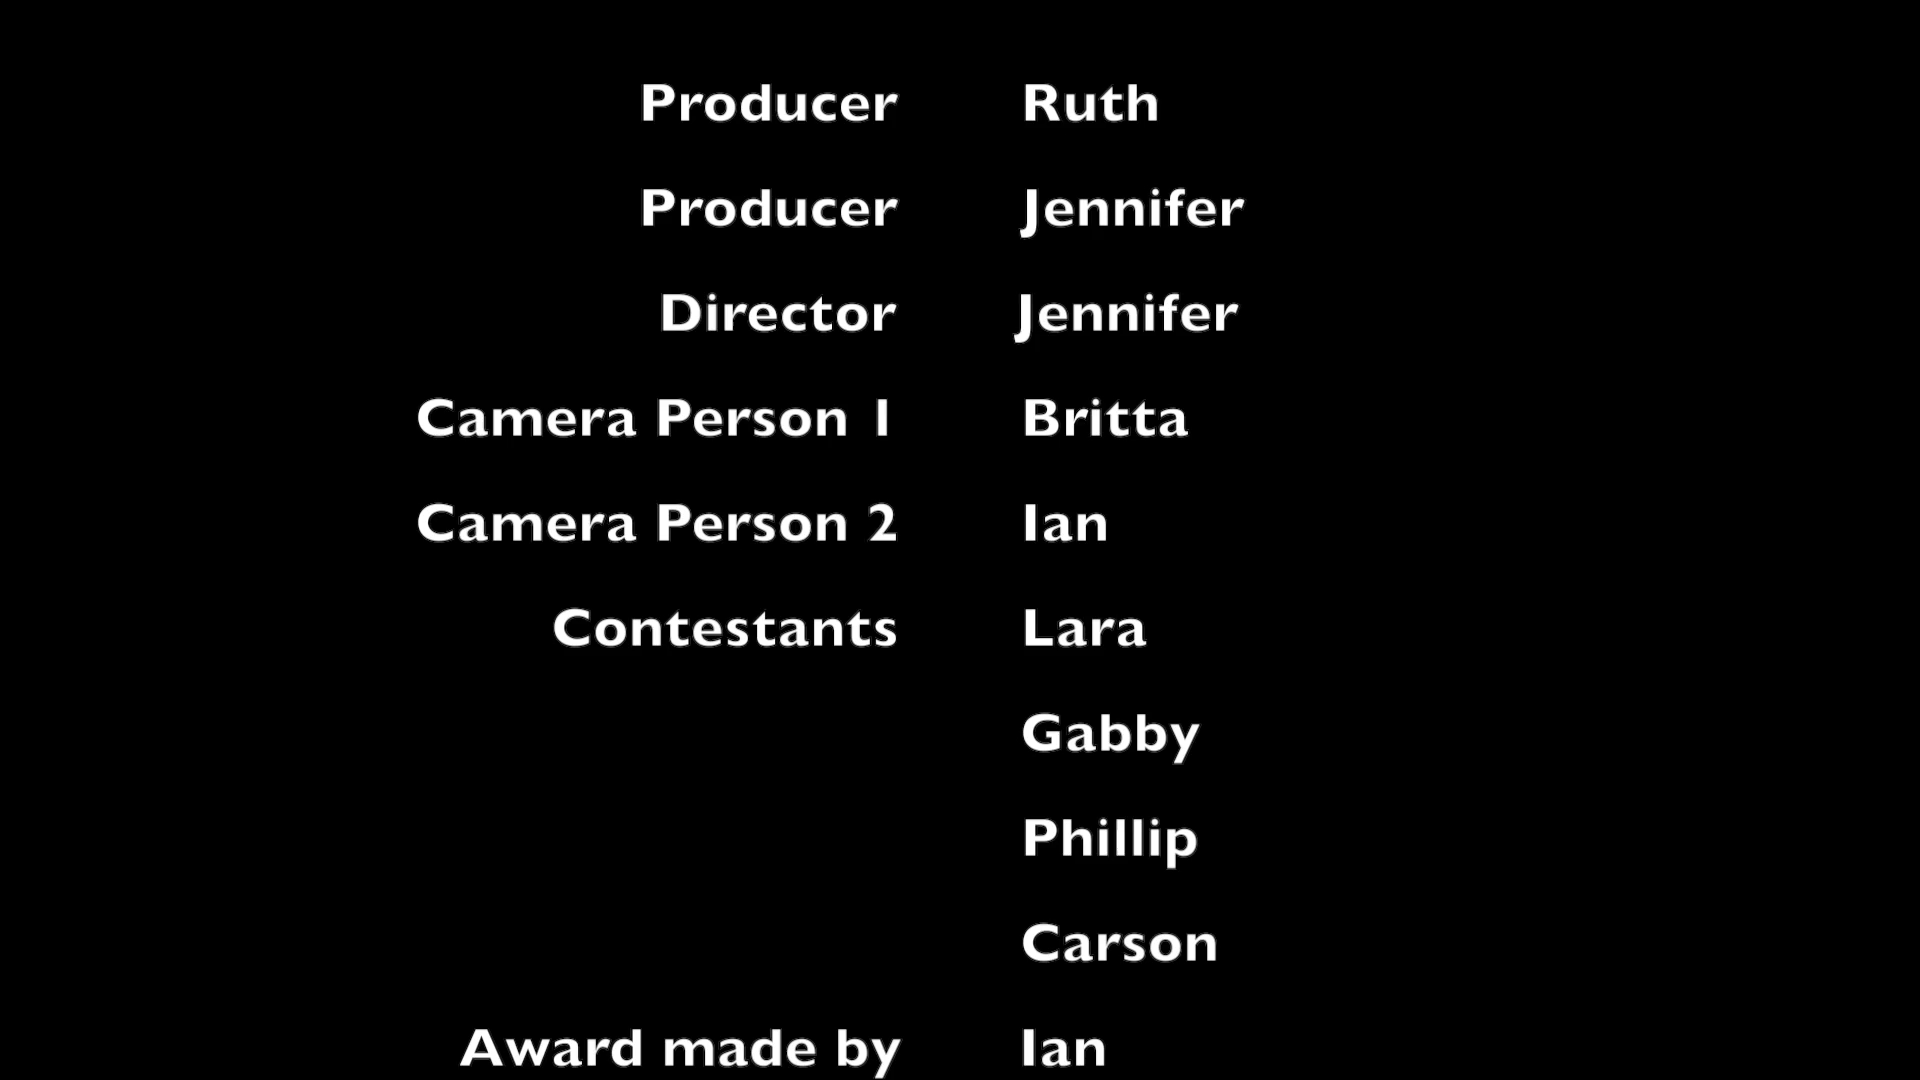 Producer Ruth
Producer Jennifer
Director Jennifer
Camera Person 1 Britta
Camera Person 2 Ian
Contestants Lara
Gabby
Phillip
Carson
Award made by Ian